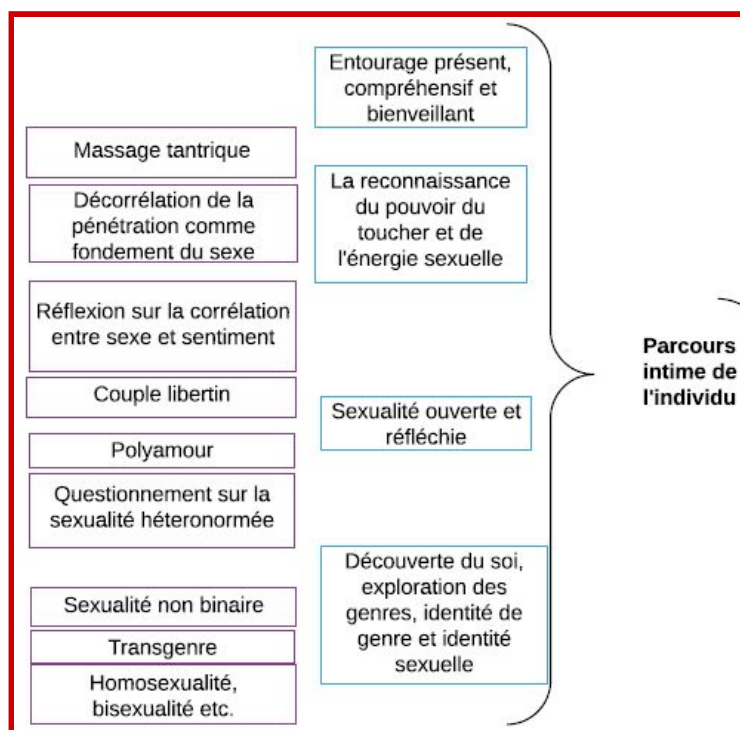 Entourage présent,
compréhensif et
bienveillant
Massage tantrique
Décorrélation de la
pénétration comme
fondement du sexe
La reconnaissance
du pouvoir du
toucher et de
l'énergie sexuelle
Réflexion sur la corrélation
entre sexe et sentiment
Couple libertin
Polyamour
Sexualité ouverte et
réfléchie
Questionnement sur la
sexualité héteronormée
Sexualité non binaire
Transgenre
Homosexualité,
bisexualité etc.
Découverte du soi,
exploration des
genres, identité de
genre et identité
sexuelle
Parcours
intime de
l'individu